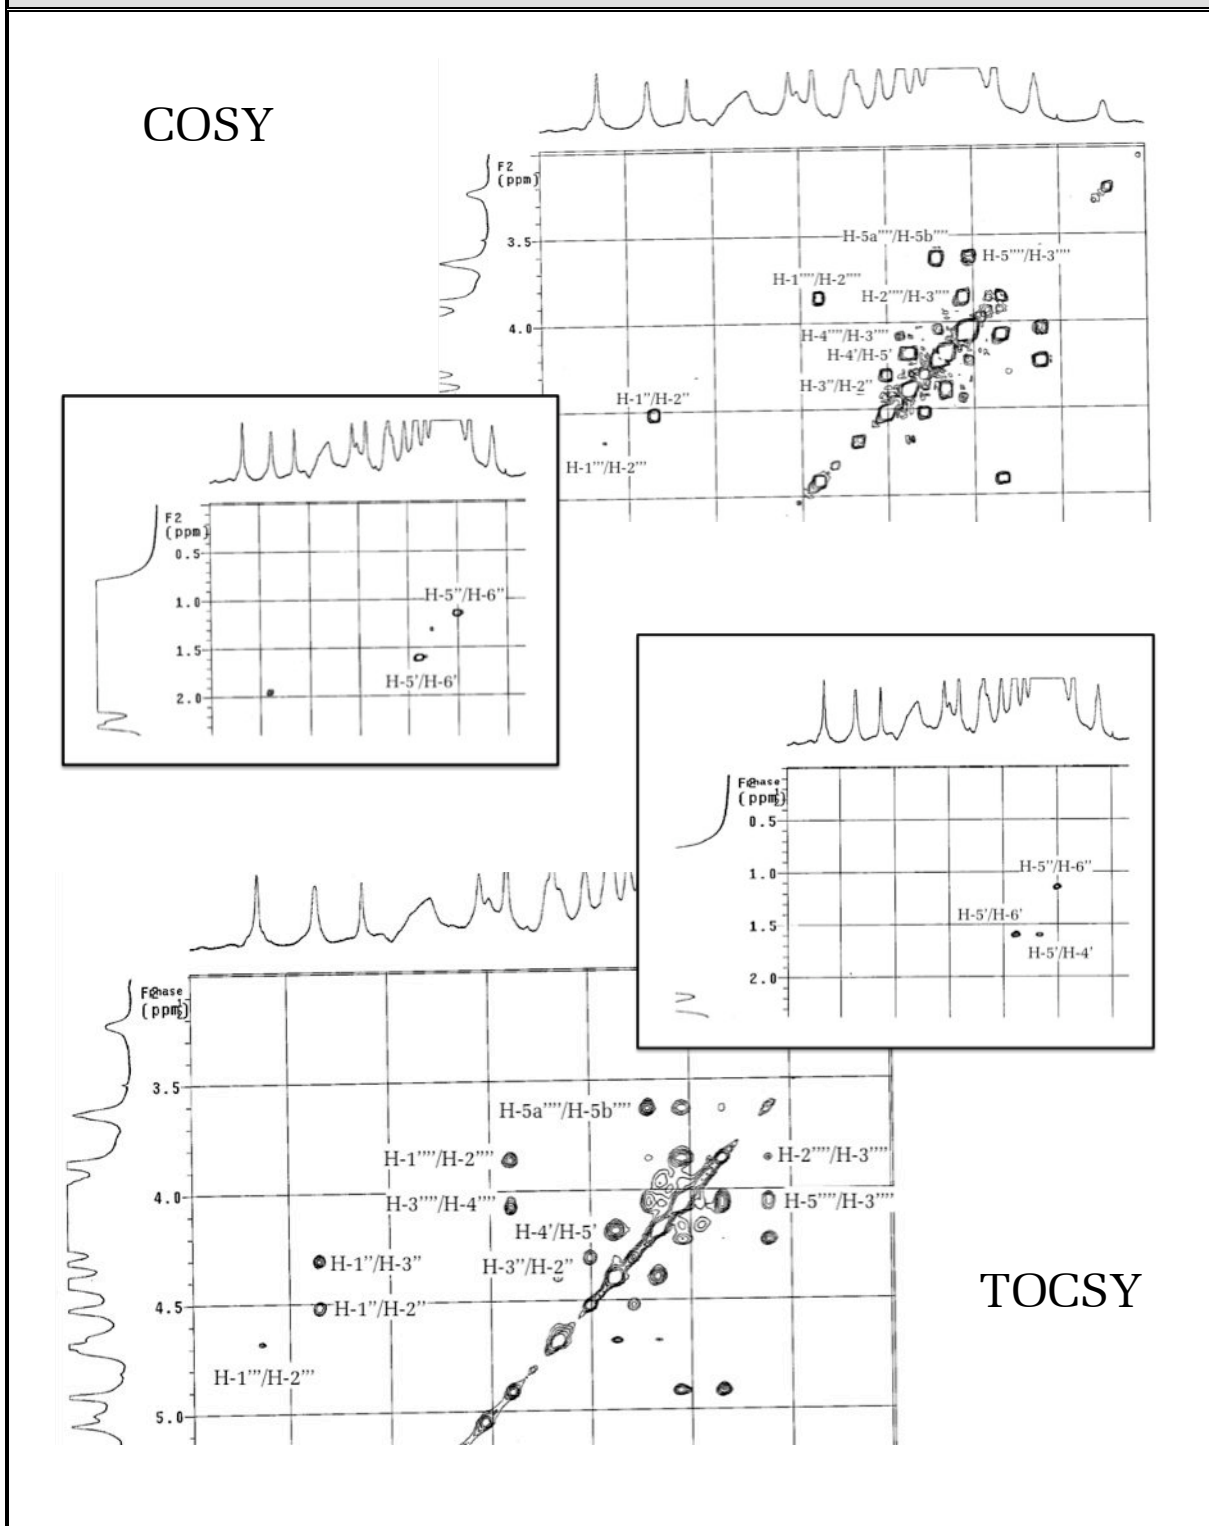 COSY
F2
(ppm)
H-5a''''/H-5b''''
3.5
H-5''''/H-3''''
H-1''''/H-2''''
H-2''''/H-3''''
4.0
H-4''''/H-3''''
H-4'/H-5'
H-3''/H-2''
H-1''/H-2''
H-1'''/H-2'''
F2
(ppm)
0.5
H-5''/H-6''
1.0
1.5
H-5'/H-6'
2.0
(ppm)
0.5
H-5''/H-6''
1.0
H-5'/H-6'
1.5
H-5'/H-4'
2.0
(ppm)
3.5
H-5a''''/H-5b''''
H-1''''/H-2''''
H-2''''/H-3''''
4.0
H-3''''/H-4''''
H-5''''/H-3''''
H-4'/H-5'
H-1''/H-3''
H-3''/H-2''
TOCSY
4.5
H-1''/H-2''
H-1'''/H-2'''
5.0